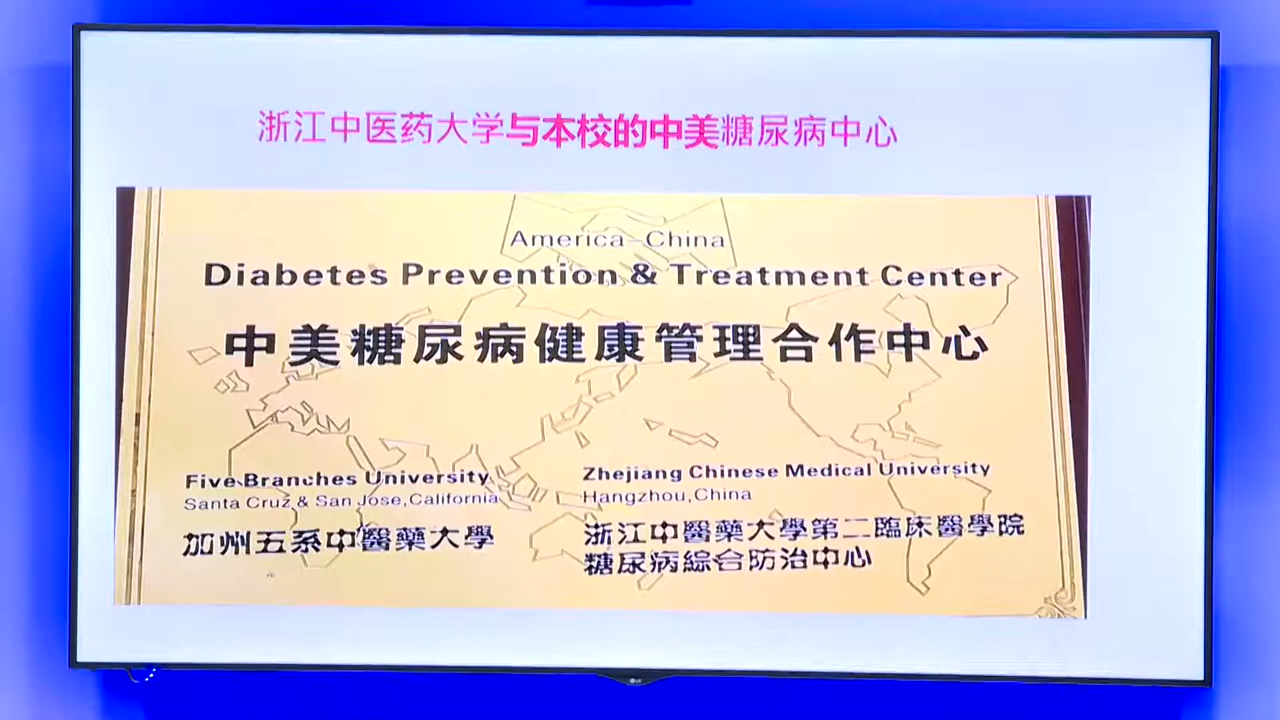 浙江中医药大学与本校的中美糖尿病中心
America-China
Diabetes Prevention & Treatment Center
中美糖尿病健康管理合作中心
Five Branches University
Santa Cruz & San Jose, California
加州五系中醫藥大學
Zhejiang Chinese Medical University
Hangzhou, China
浙江中醫藥大學第二臨床醫學院
糖尿病綜合防治中心
LG